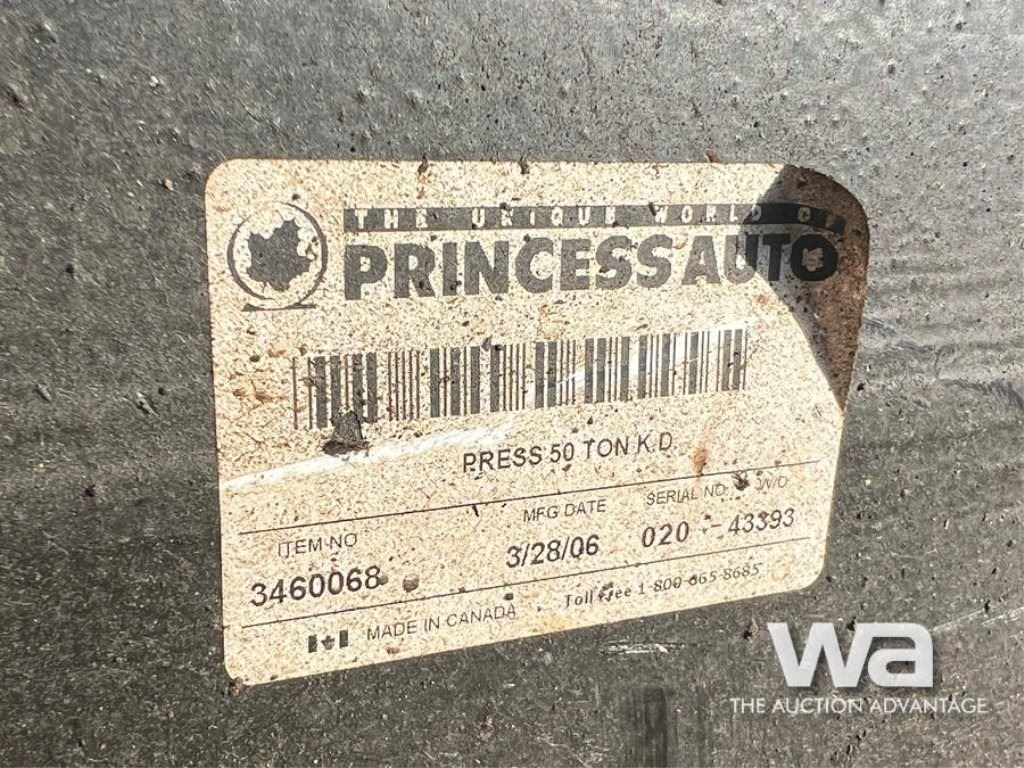 THE UNIQUE WORLD OF
PRINCESS AUTO
PRESS 50 TON K.D.
ITEM NO MFG DATE SERIAL NO. W/O
3460068 3/28/06 020 - 43393
MADE IN CANADA Toll Free 1-800-665-8685
wa
THE AUCTION ADVANTAGE